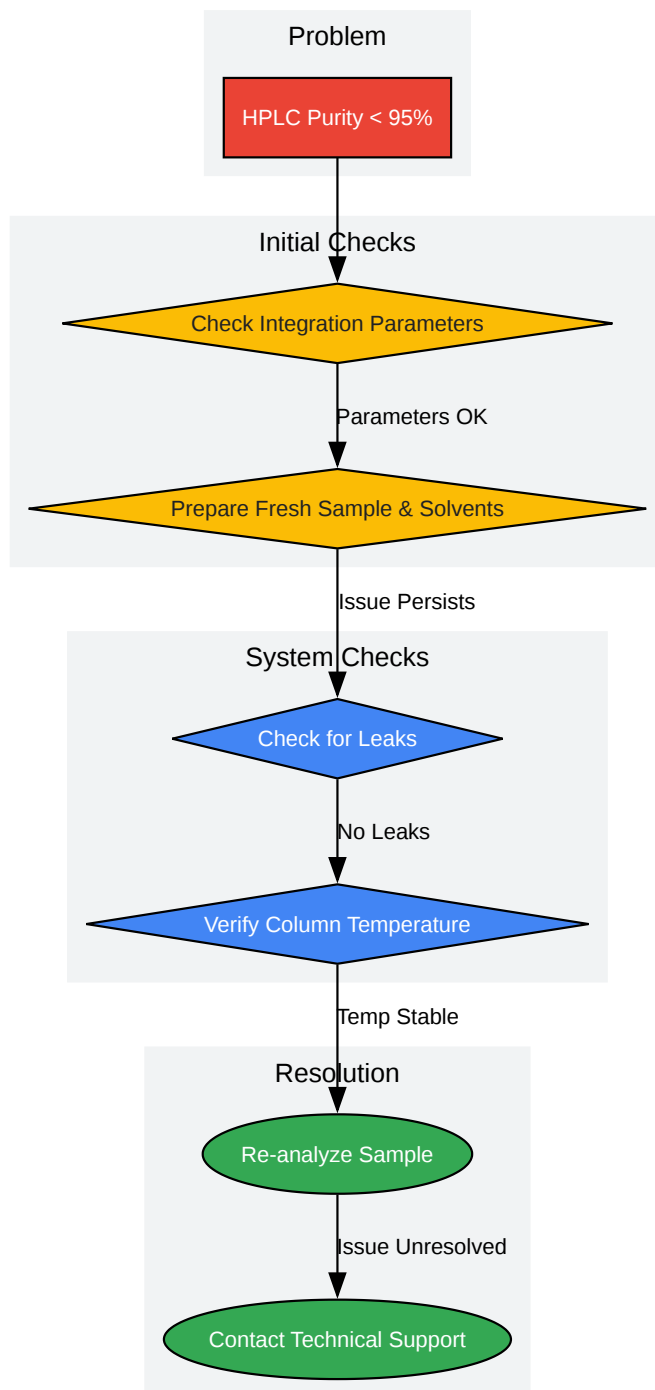 Problem
HPLC Purity < 95%
Initial Checks
Check Integration Parameters
Parameters OK
Prepare Fresh Sample & Solvents
Issue Persists
System Checks
Check for Leaks
No Leaks
Verify Column Temperature
Temp Stable
Resolution
Re-analyze Sample
Issue Unresolved
Contact Technical Support